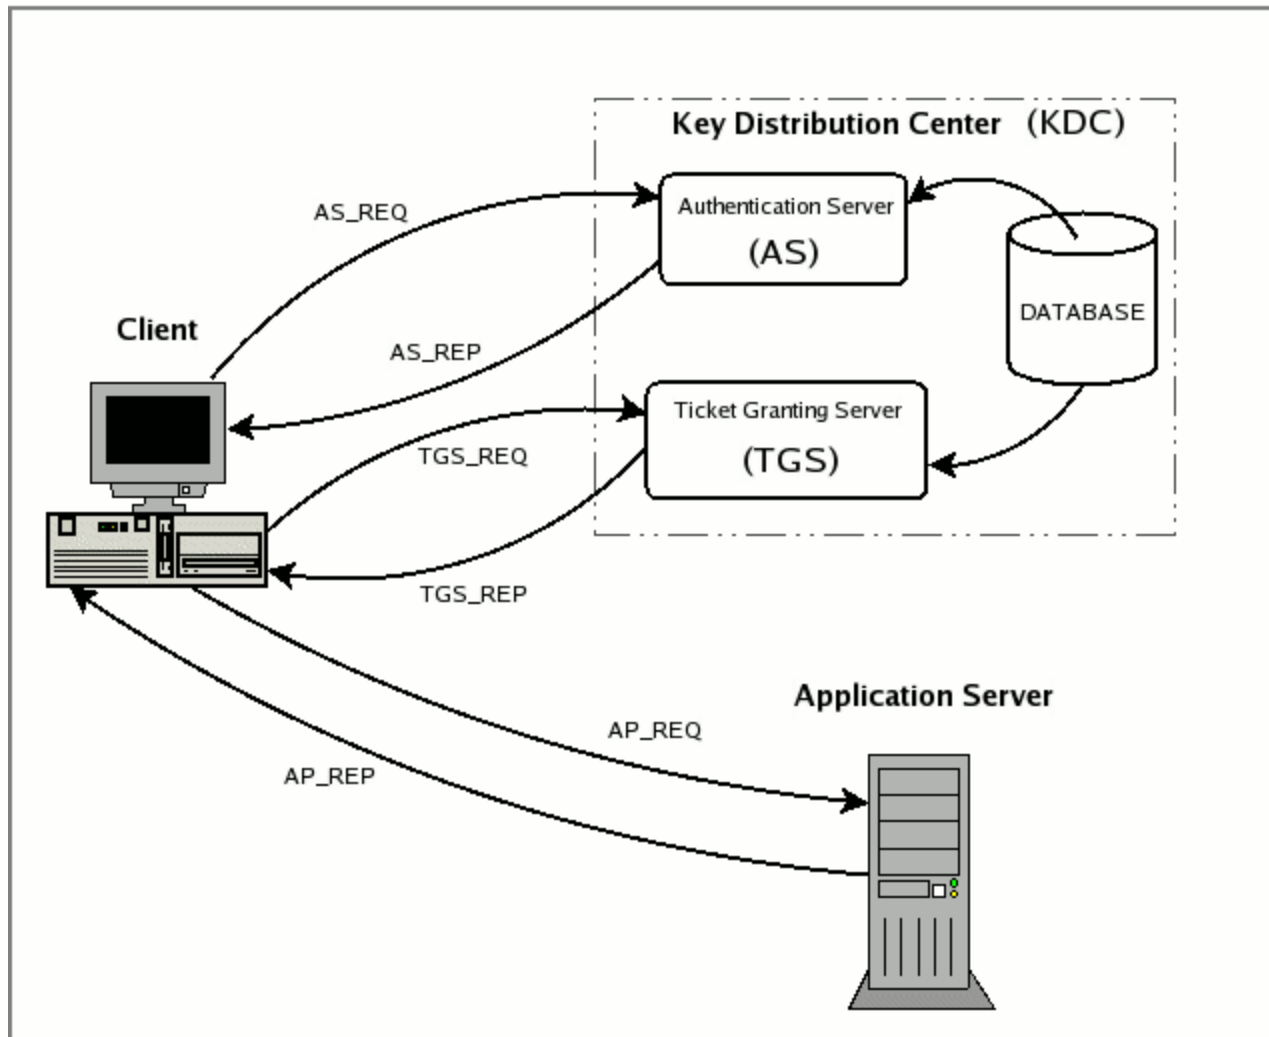 Key Distribution Center (KDC)
AS_REQ
Authentication Server
(AS)
DATABASE
Client
AS_REP
Ticket Granting Server
(TGS)
TGS_REQ
TGS_REP
Application Server
AP_REQ
AP_REP